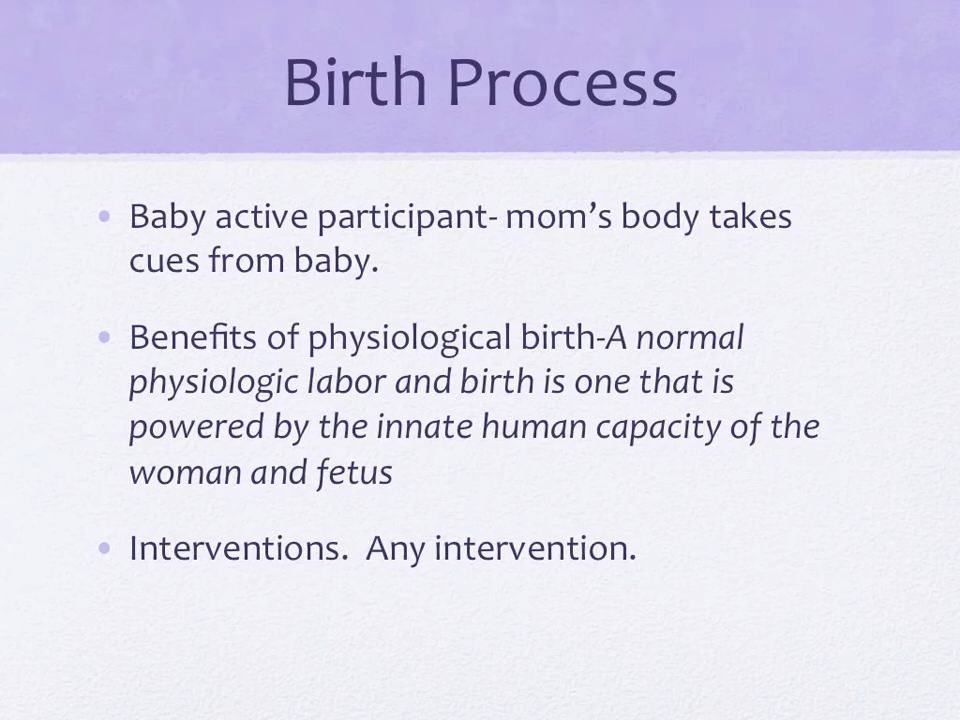 Birth Process
• Baby active participant- mom’s body takes
cues from baby.
• Benefits of physiological birth-A normal
physiologic labor and birth is one that is
powered by the innate human capacity of the
woman and fetus
• Interventions.  Any intervention.